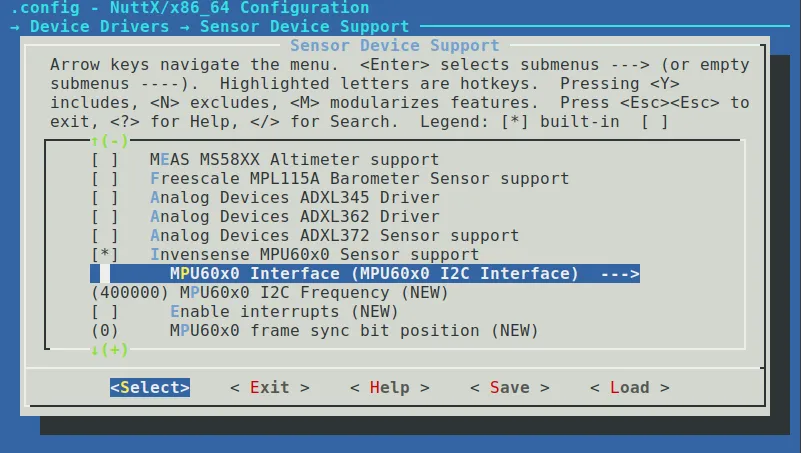 .config - NuttX/x86_64 Configuration
→ Device Drivers → Sensor Device Support
Sensor Device Support
Arrow keys navigate the menu.  <Enter> selects submenus ---> (or empty
submenus ----).  Highlighted letters are hotkeys.  Pressing <Y>
includes, <N> excludes, <M> modularizes features.  Press <Esc><Esc> to
exit, <?> for Help, </> for Search.  Legend: [*] built-in  [ ]
↑(-)
[ ]   MEAS MS58XX Altimeter support
[ ]   Freescale MPL115A Barometer Sensor support
[ ]   Analog Devices ADXL345 Driver
[ ]   Analog Devices ADXL362 Driver
[ ]   Analog Devices ADXL372 Sensor support
[*]   Invensense MPU60x0 Sensor support
MPU60x0 Interface (MPU60x0 I2C Interface)  --->
(400000) MPU60x0 I2C Frequency (NEW)
[ ]     Enable interrupts (NEW)
(0)     MPU60x0 frame sync bit position (NEW)
↓(+)
<Select>    < Exit >    < Help >    < Save >    < Load >